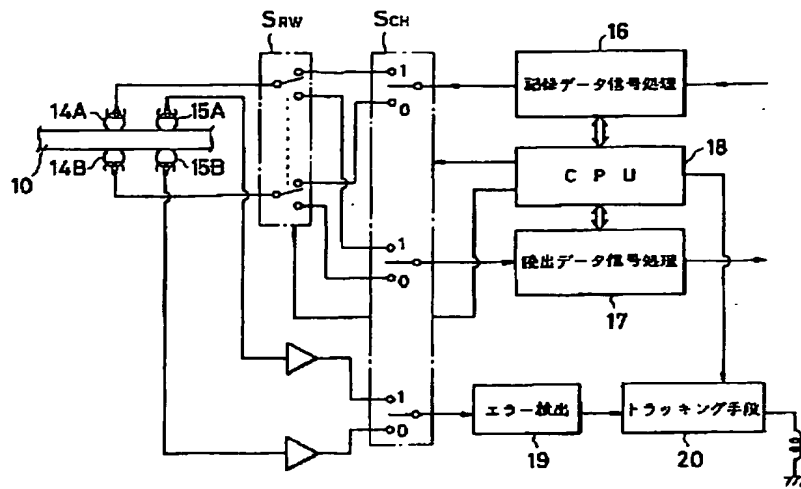 SRW
SCH
16
記録データ信号処理
1
0
14A
15A
10
14B
15B
18
CPU
1
0
検出データ信号処理
17
1
0
エラー検出
19
トラッキング手段
20